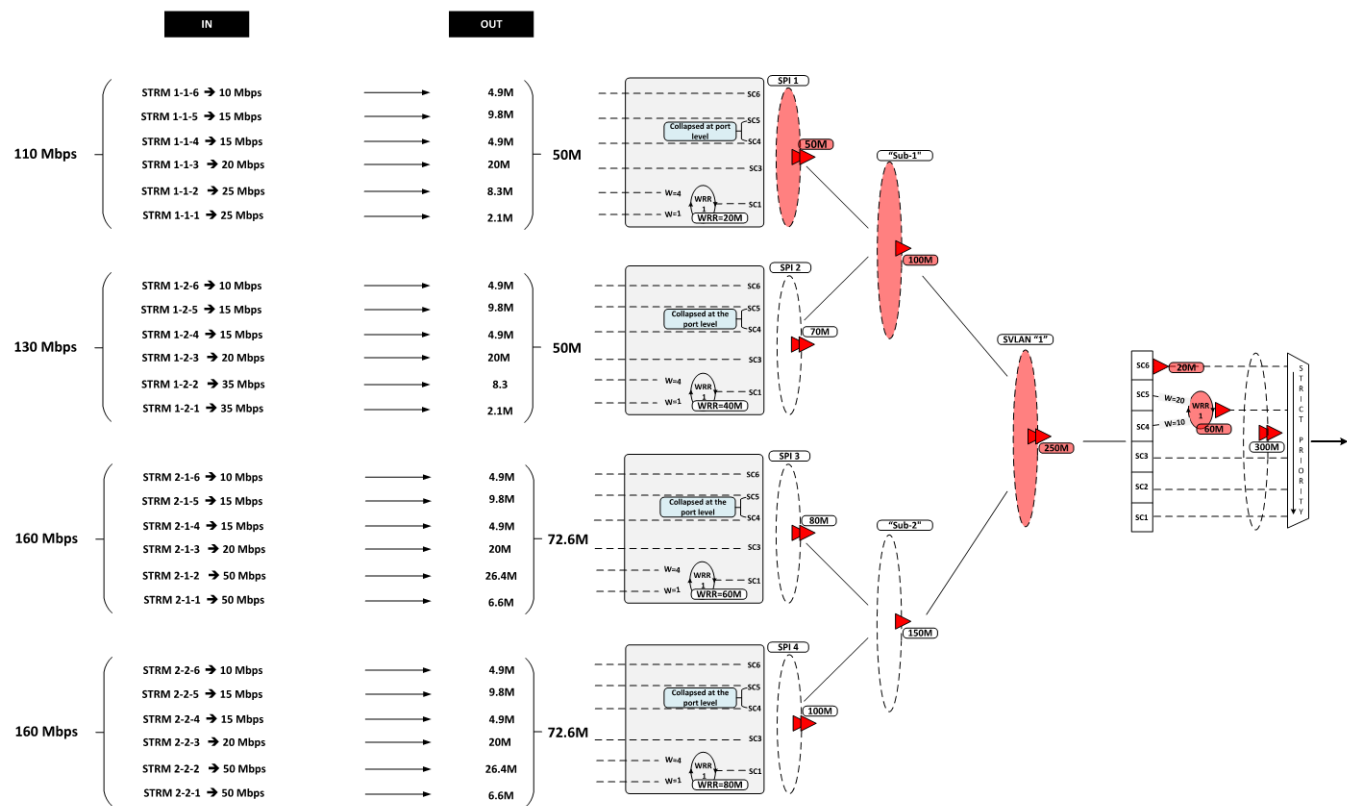 IN
OUT
STRM 1-1-6 ➔ 10 Mbps
4.9M
STRM 1-1-5 ➔ 15 Mbps
9.8M
STRM 1-1-4 ➔ 15 Mbps
4.9M
110 Mbps
50M
STRM 1-1-3 ➔ 20 Mbps
20M
STRM 1-1-2 ➔ 25 Mbps
8.3M
STRM 1-1-1 ➔ 25 Mbps
2.1M
SC6
SC5
Collapsed at port
level
SC4
SC3
W=4
WRR
1
SC1
W=1
WRR=20M
SPI 1
50M
STRM 1-2-6 ➔ 10 Mbps
4.9M
STRM 1-2-5 ➔ 15 Mbps
9.8M
STRM 1-2-4 ➔ 15 Mbps
4.9M
130 Mbps
50M
STRM 1-2-3 ➔ 20 Mbps
20M
STRM 1-2-2 ➔ 35 Mbps
8.3
STRM 1-2-1 ➔ 35 Mbps
2.1M
SC6
SC5
Collapsed at the
port level
SC4
SC3
W=4
WRR
1
SC1
W=1
WRR=40M
SPI 2
70M
STRM 2-1-6 ➔ 10 Mbps
4.9M
STRM 2-1-5 ➔ 15 Mbps
9.8M
STRM 2-1-4 ➔ 15 Mbps
4.9M
160 Mbps
72.6M
STRM 2-1-3 ➔ 20 Mbps
20M
STRM 2-1-2 ➔ 50 Mbps
26.4M
STRM 2-1-1 ➔ 50 Mbps
6.6M
SC6
SC5
Collapsed at the
port level
SC4
SC3
W=4
WRR
1
SC1
W=1
WRR=60M
SPI 3
80M
STRM 2-2-6 ➔ 10 Mbps
4.9M
STRM 2-2-5 ➔ 15 Mbps
9.8M
STRM 2-2-4 ➔ 15 Mbps
4.9M
160 Mbps
72.6M
STRM 2-2-3 ➔ 20 Mbps
20M
STRM 2-2-2 ➔ 50 Mbps
26.4M
STRM 2-2-1 ➔ 50 Mbps
6.6M
SC6
SC5
Collapsed at the
port level
SC4
SC3
W=4
WRR
1
SC1
W=1
WRR=80M
SPI 4
100M
"Sub-1"
100M
"Sub-2"
150M
SVLAN "1"
250M
SC6
20M
SC5
W=20
WRR
1
SC4
W=10
60M
SC3
SC2
SC1
300M
STRICT PRIORITY